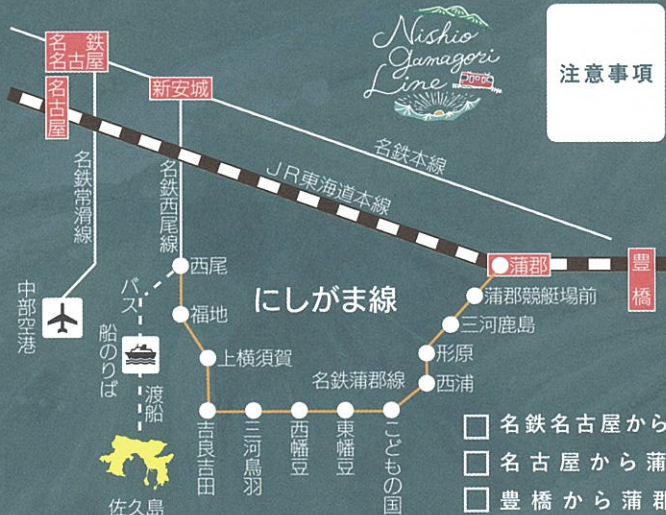 名鉄名古屋
名古屋
新安城
Nishio
Gamagori
Line
注意事項
名鉄本線
JR東海道本線
名鉄常滑線
名鉄西尾線
中部空港
バス
船のりば
渡船
佐久島
にしがま線
西尾
福地
上横須賀
吉良吉田
三河鳥羽
西幡豆
東幡豆
こどもの国
名鉄蒲郡線
西浦
形原
三河鹿島
蒲郡競艇場前
蒲郡
豊橋
名鉄名古屋から
名古屋から蒲
豊橋から蒲郡